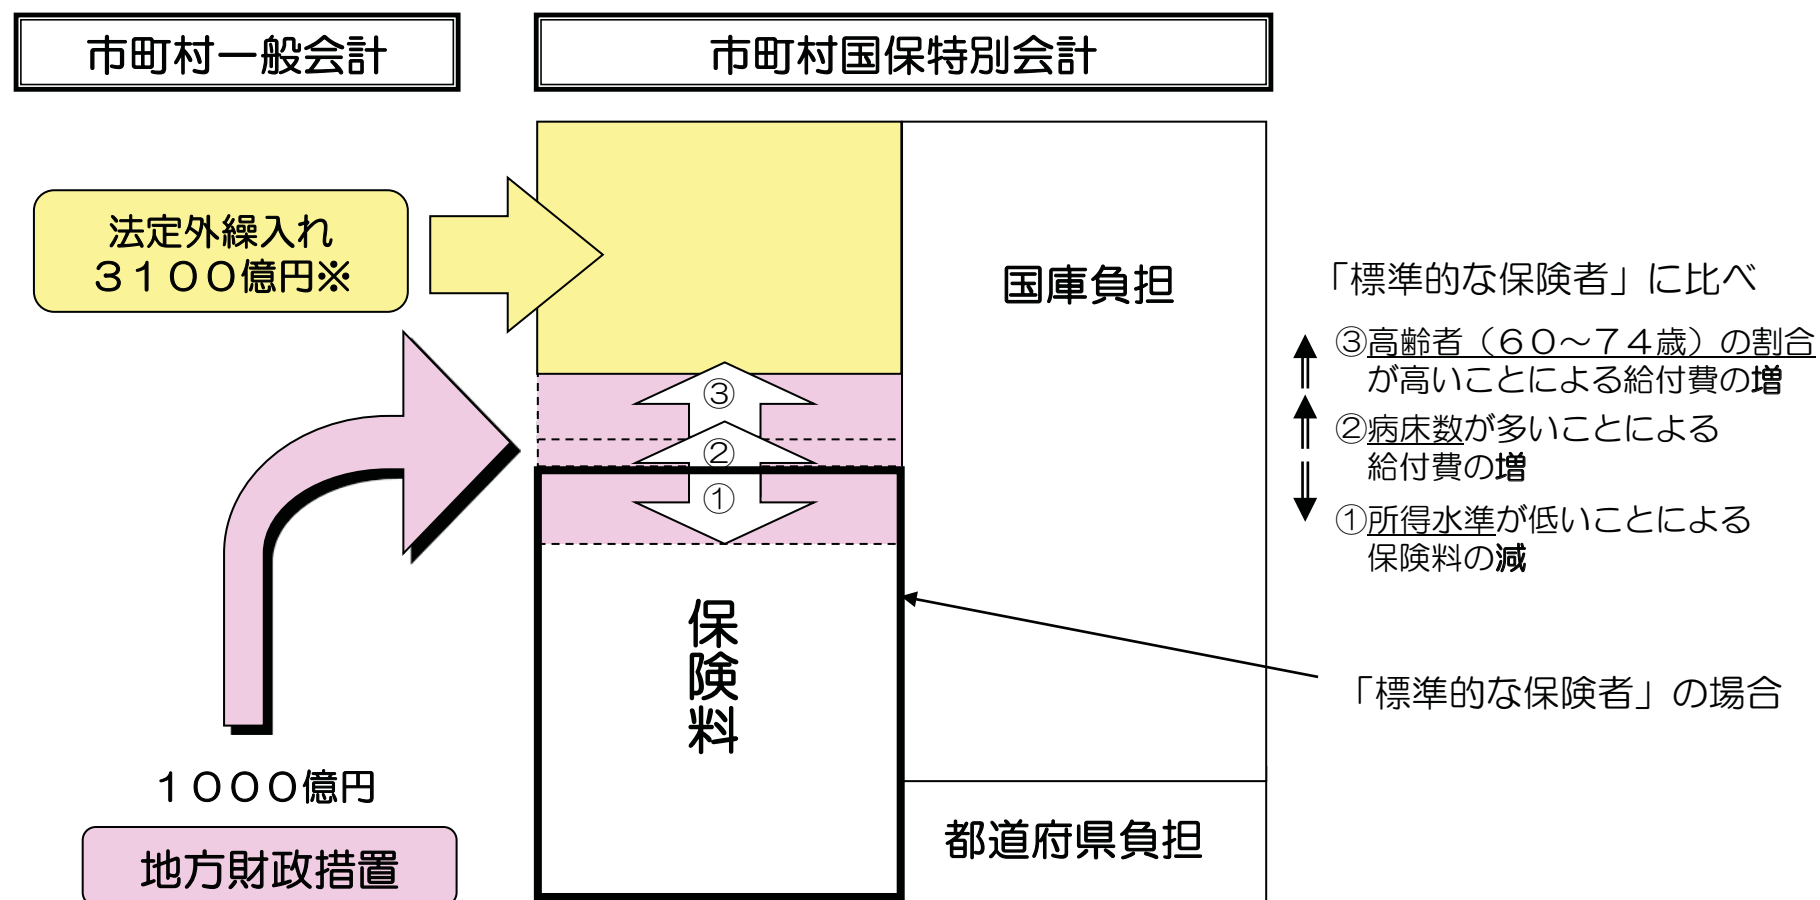 市町村一般会計
市町村国保特別会計
法定外繰入れ
３１００億円※
国庫負担
「標準的な保険者」に比べ
③高齢者（６０～７４歳）の割合
が高いことによる給付費の増
②病床数が多いことによる
給付費の増
①所得水準が低いことによる
保険料の減
③
②
①
保険料
「標準的な保険者」の場合
１０００億円
地方財政措置
都道府県負担